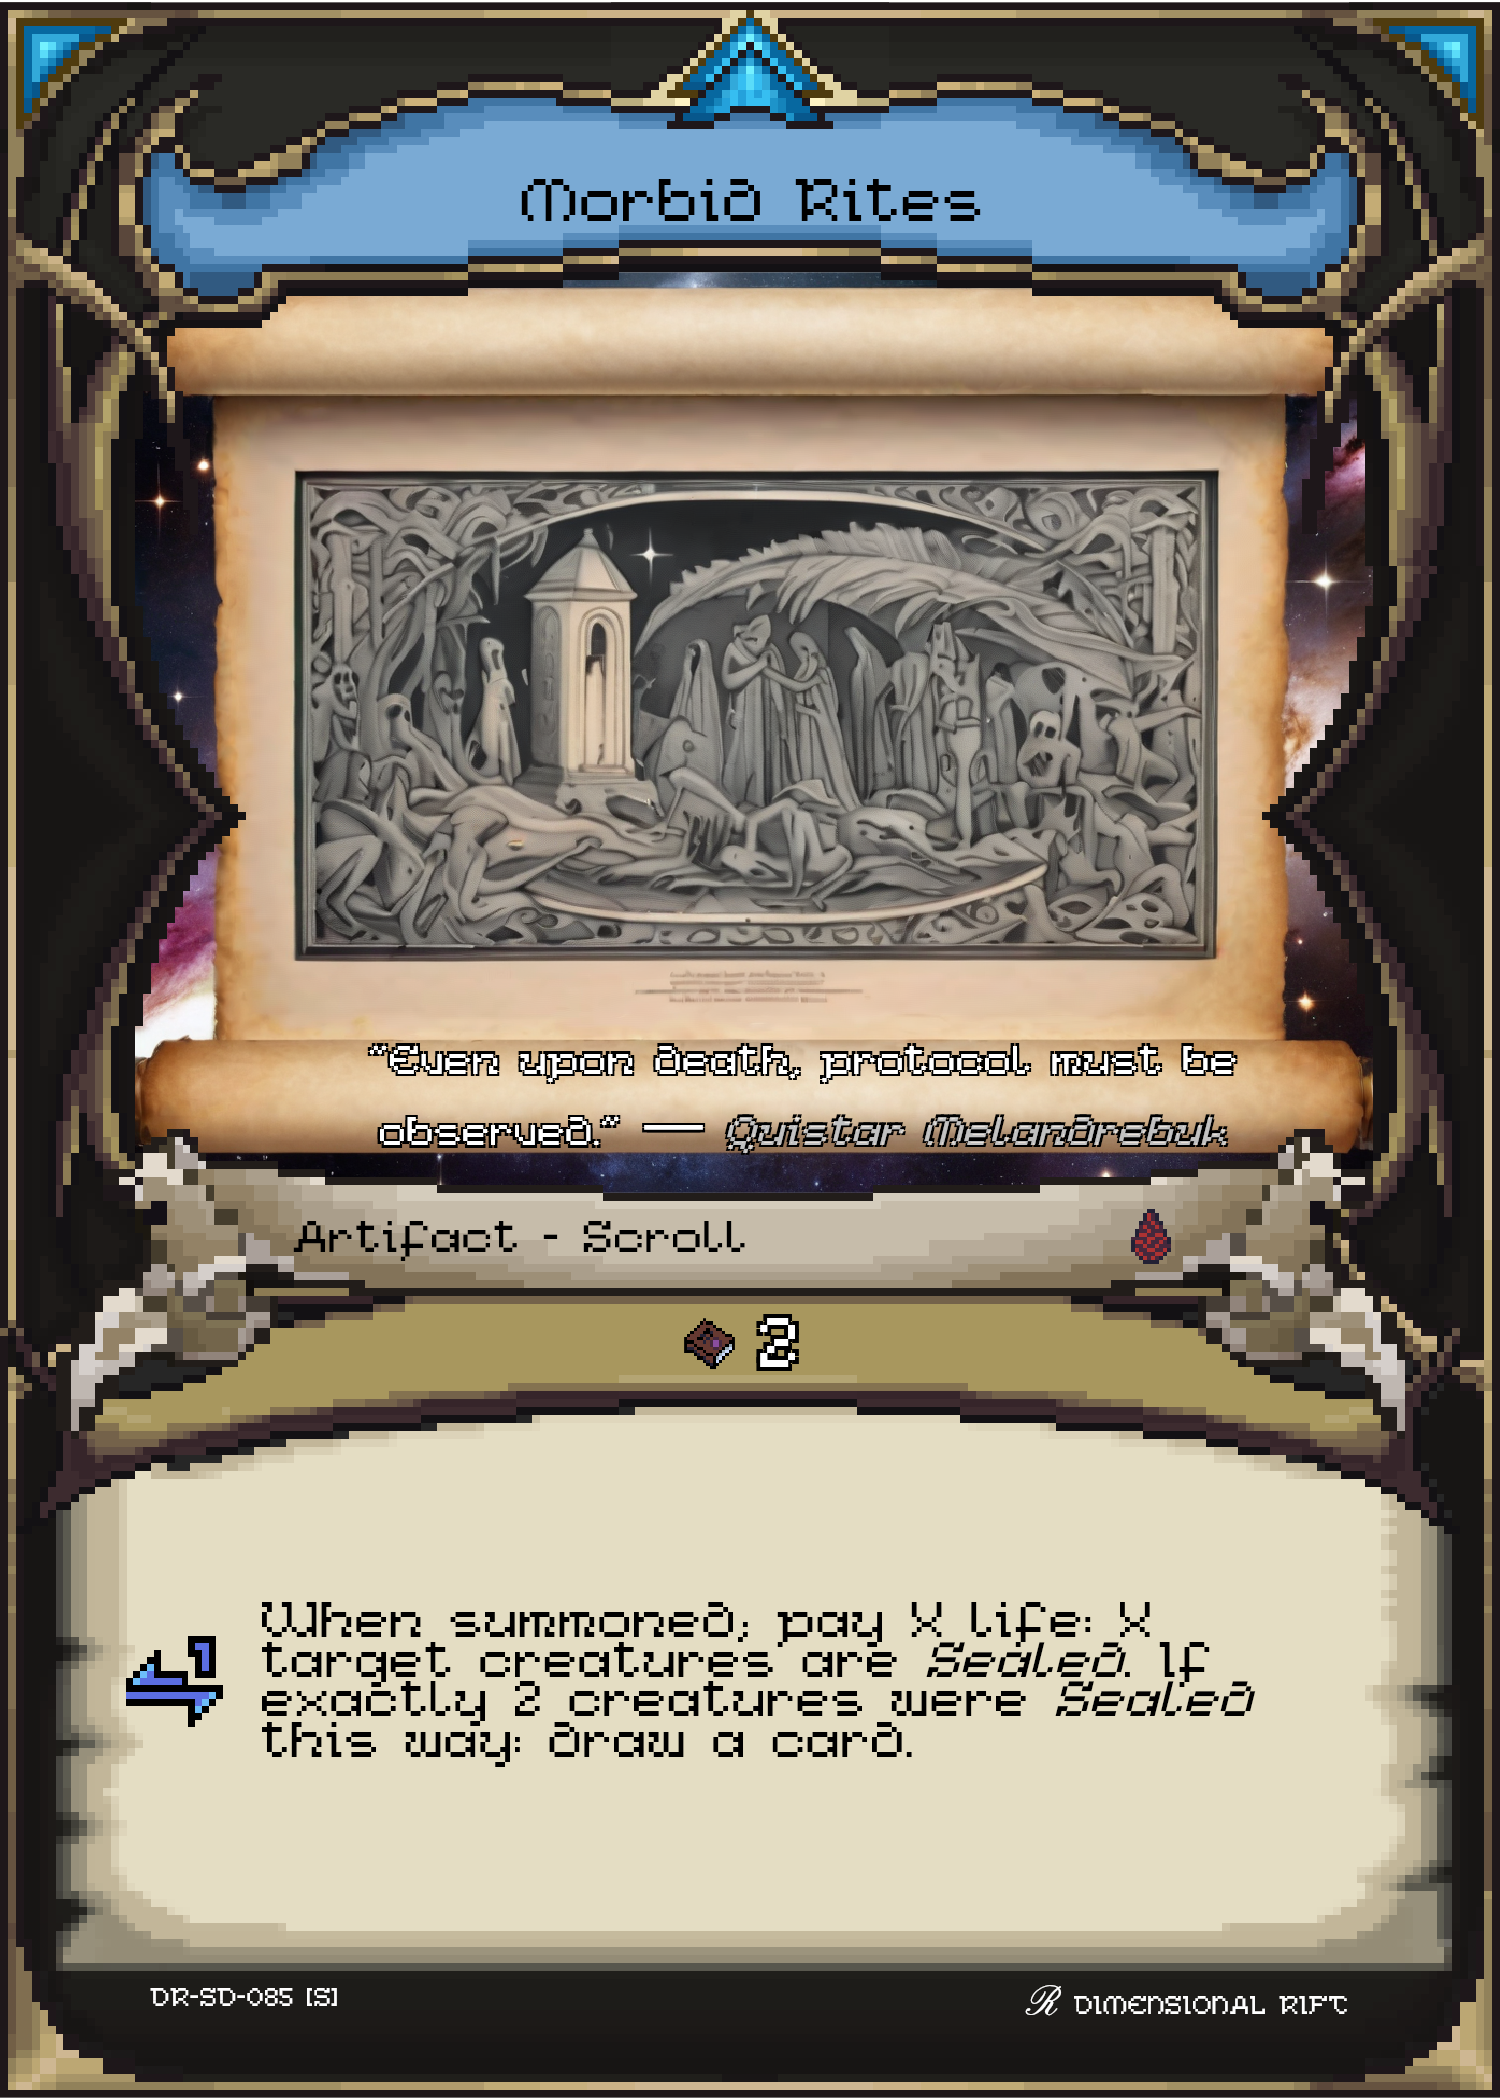 Morbid Rites
"Even upon death, protocol must be
observed." — Quistar Melandrebuk
Artifact - Scroll
2
1
When summoned; pay X life: X
target creatures are Sealed. If
exactly 2 creatures were Sealed
this way: draw a card.
DR-SD-085 [S]
ℛ DIMENSIONAL RIFT